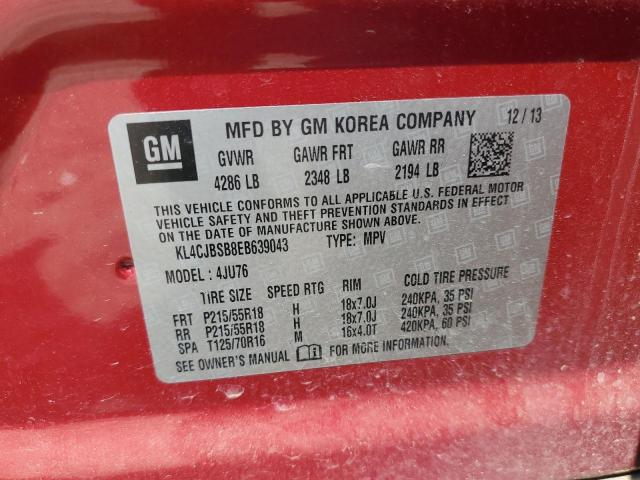 GM
MFD BY GM KOREA COMPANY 12/13
GVWR GAWR FRT GAWR RR
4286 LB 2348 LB 2194 LB
THIS VEHICLE CONFORMS TO ALL APPLICABLE U.S. FEDERAL MOTOR
VEHICLE SAFETY AND THEFT PREVENTION STANDARDS IN EFFECT
ON THE DATE OF MANUFACTURE SHOWN ABOVE.
KL4CJBSB8EB639043 TYPE: MPV
MODEL: 4JU76
TIRE SIZE SPEED RTG RIM COLD TIRE PRESSURE
FRT P215/55R18 H 18x7.0J 240KPA, 35 PSI
RR P215/55R18 H 18x7.0J 240KPA, 35 PSI
SPA T125/70R16 M 16x4.0T 420KPA, 60 PSI
SEE OWNER'S MANUAL FOR MORE INFORMATION.